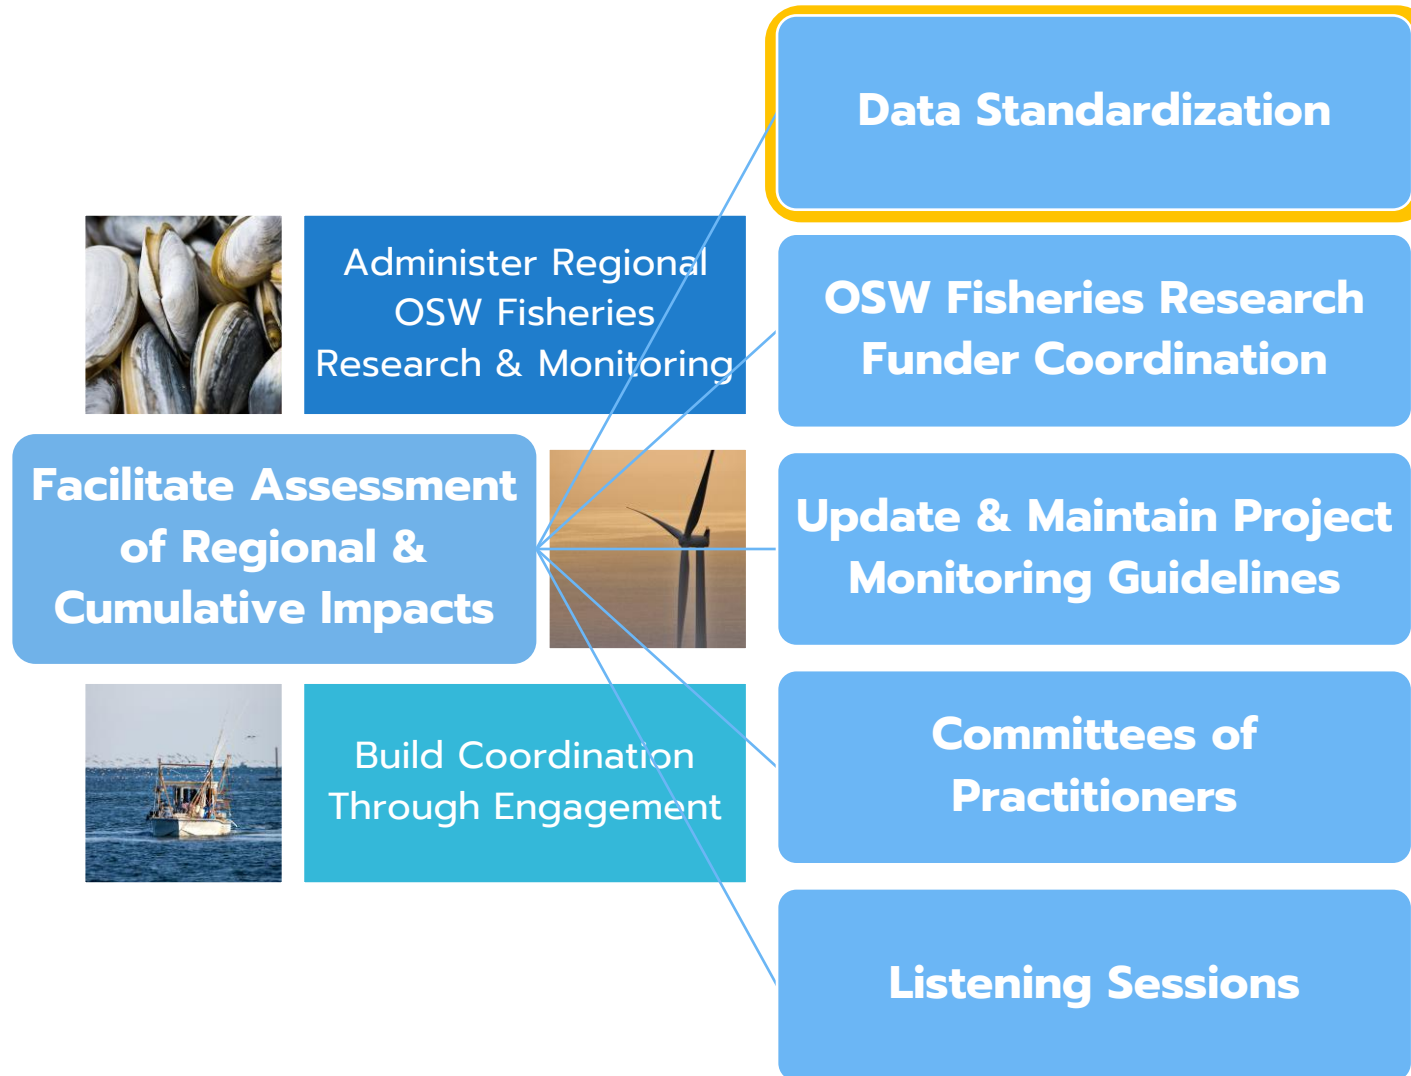 Administer Regional
OSW Fisheries
Research & Monitoring
Facilitate Assessment
of Regional &
Cumulative Impacts
Build Coordination
Through Engagement
Data Standardization
OSW Fisheries Research
Funder Coordination
Update & Maintain Project
Monitoring Guidelines
Committees of
Practitioners
Listening Sessions